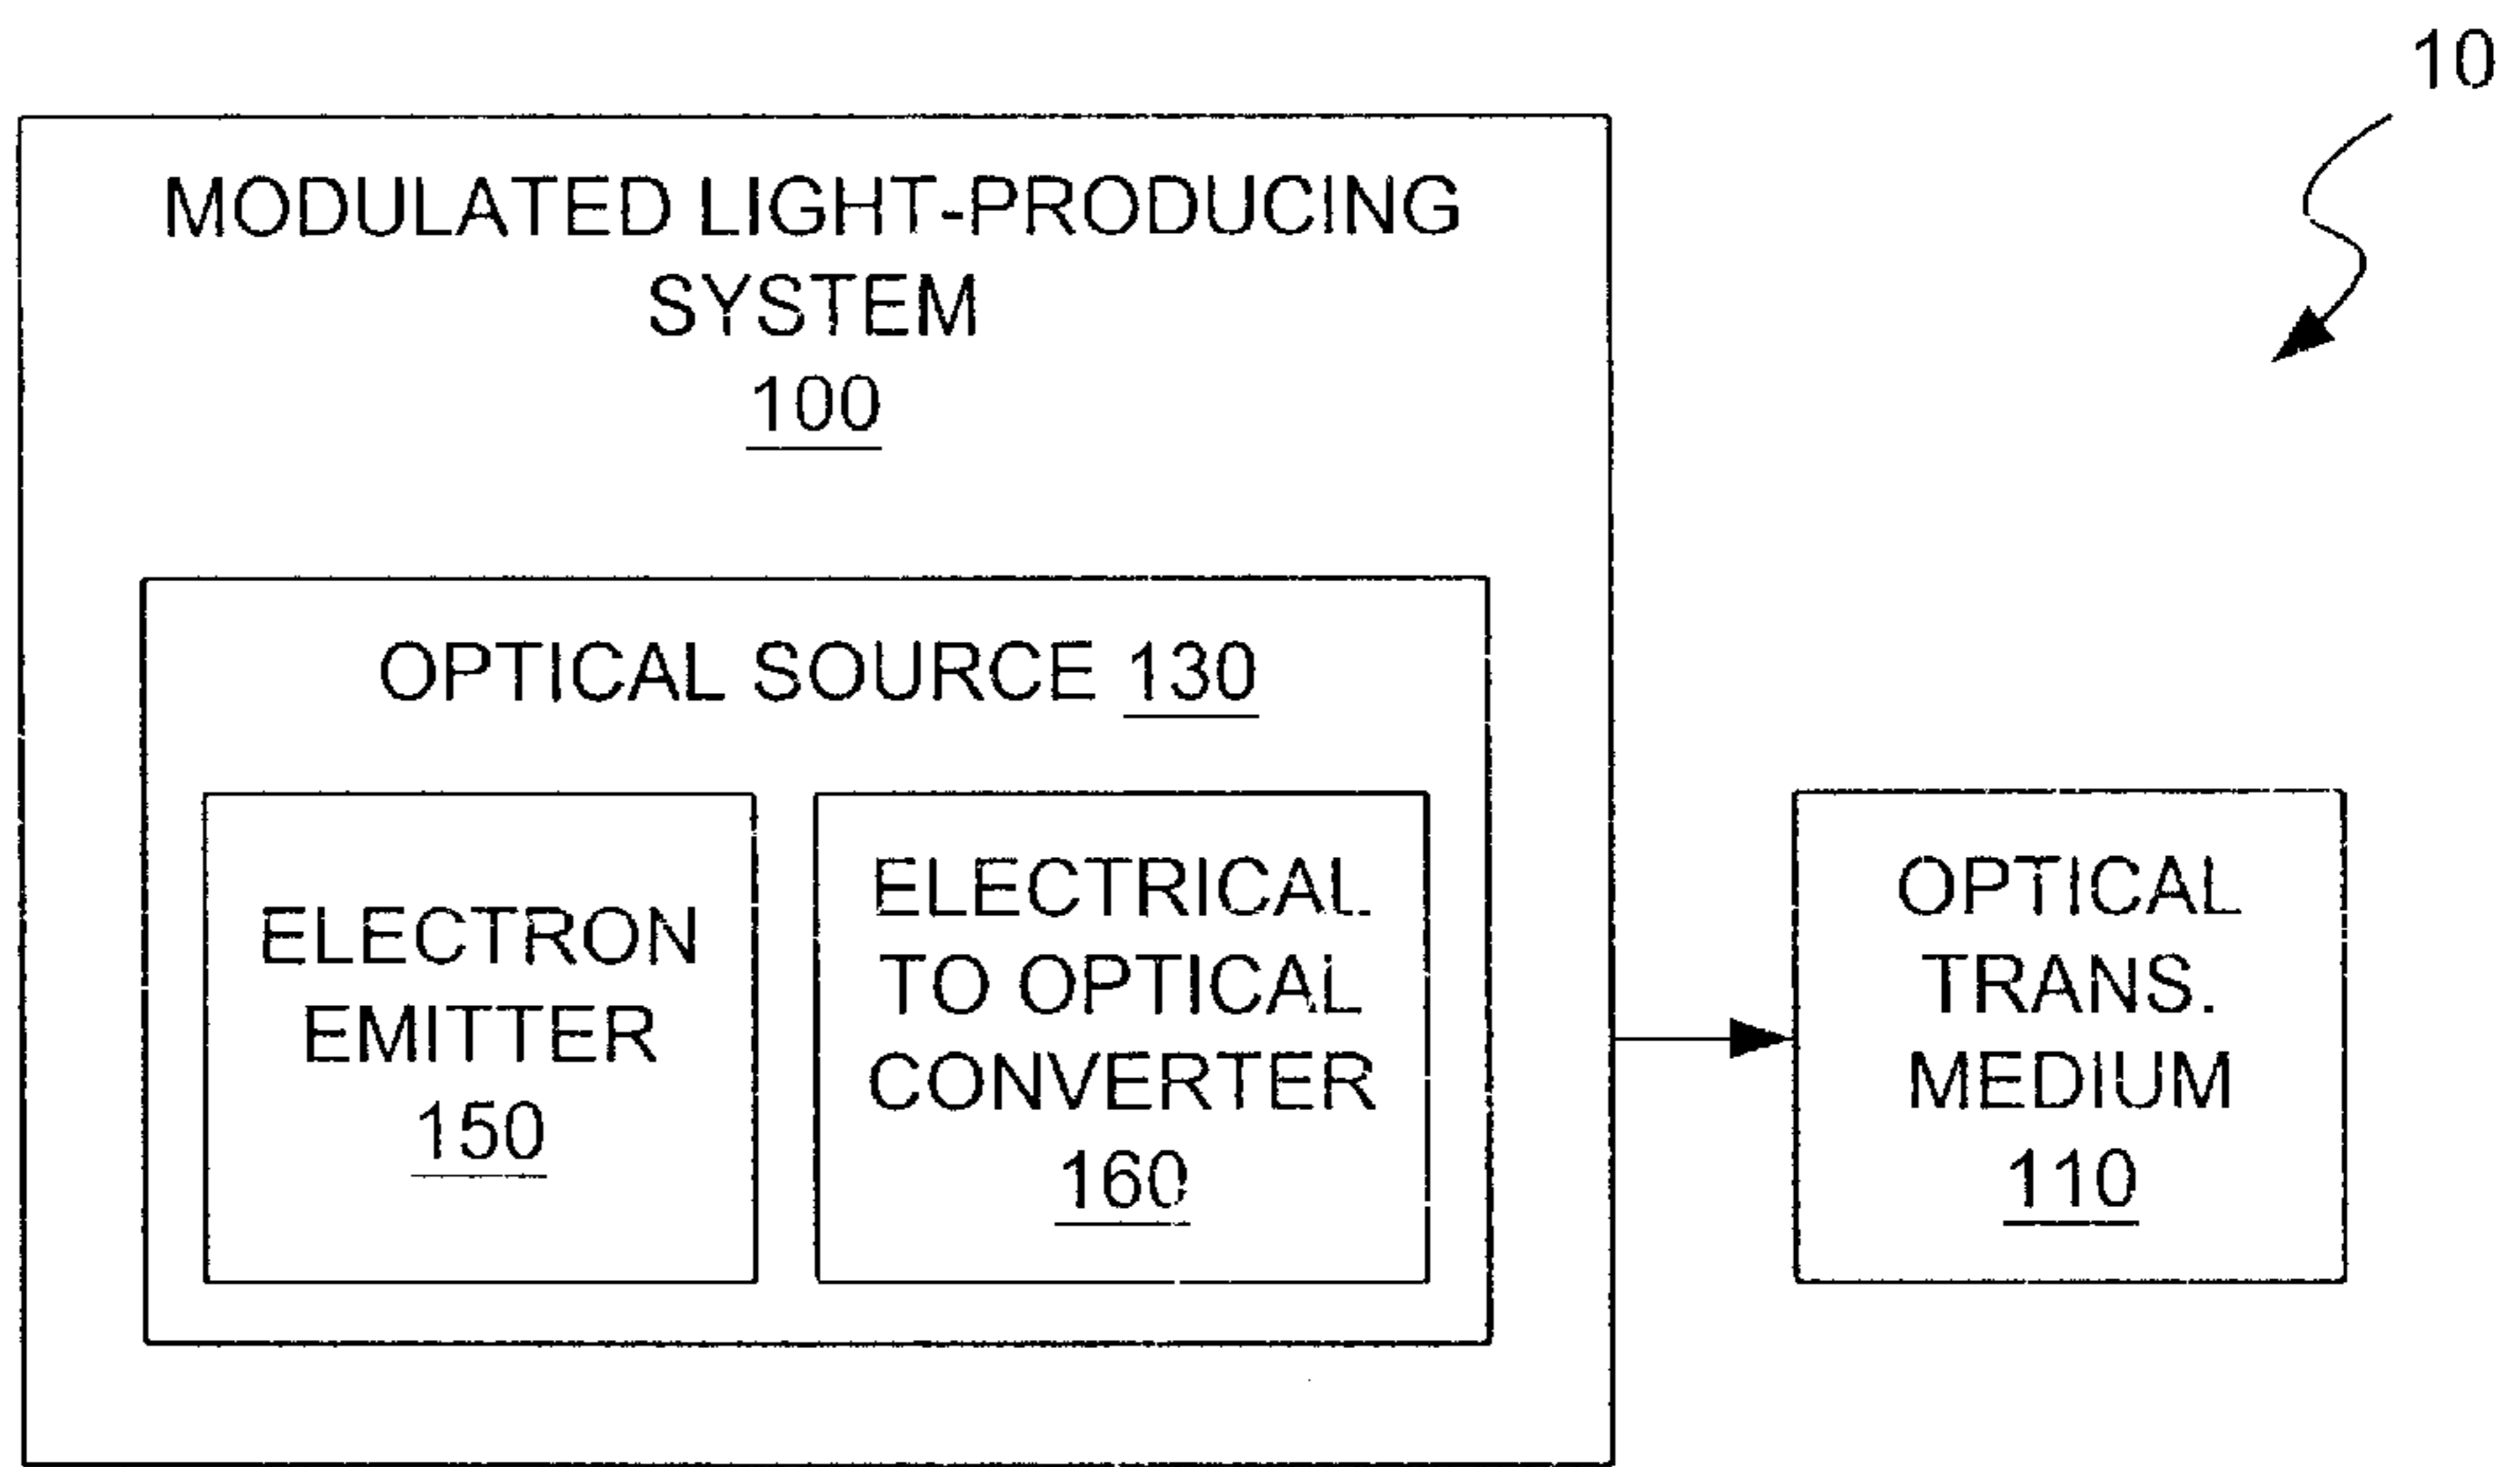 10
MODULATED LIGHT-PRODUCING
SYSTEM
100
OPTICAL SOURCE 130
ELECTRON
EMITTER
150
ELECTRICAL
TO OPTICAL
CONVERTER
160
OPTICAL
TRANS.
MEDIUM
110